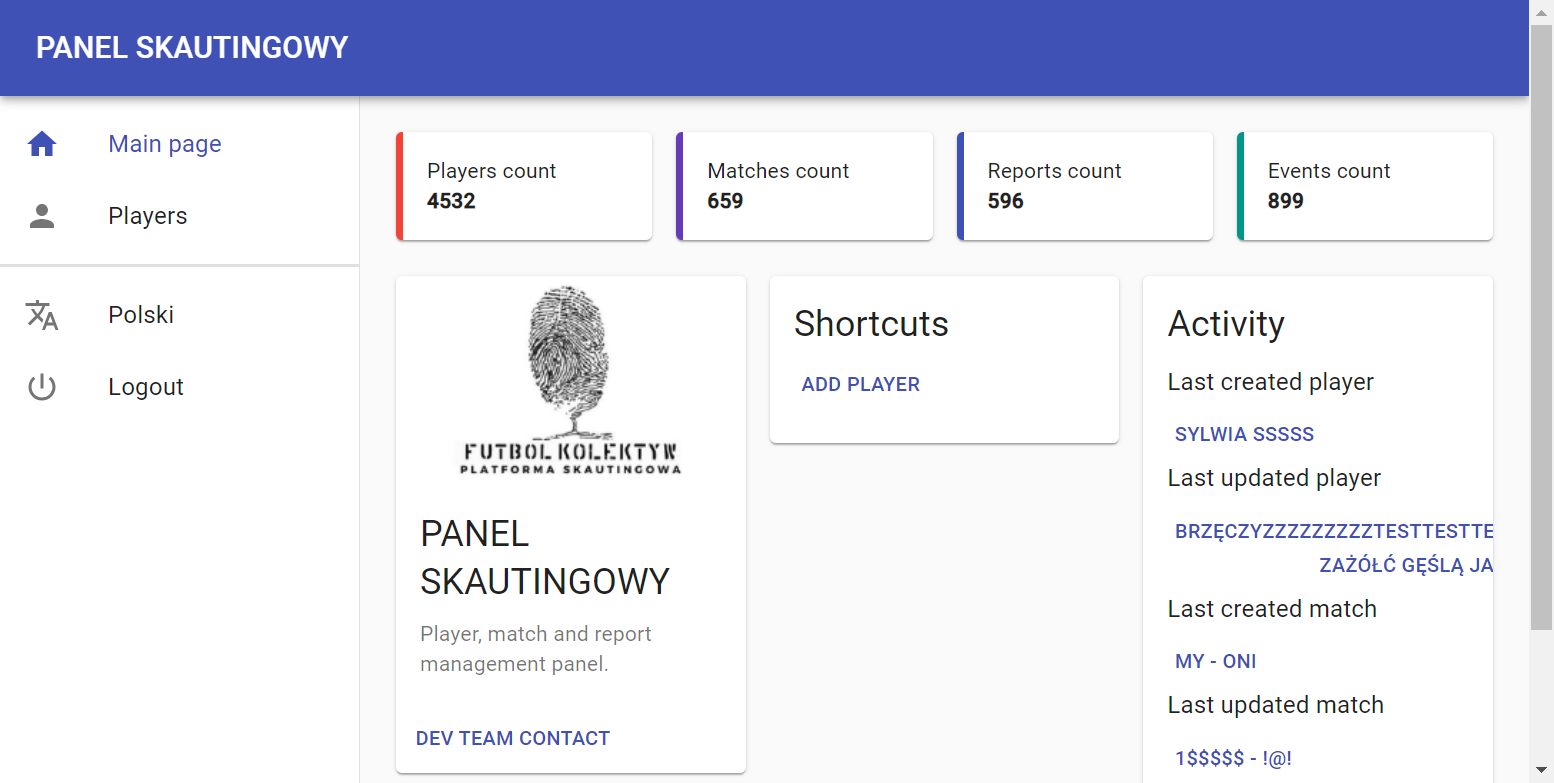 PANEL SKAUTINGOWY
Main page
Players
Polski
Logout
Players count
4532
Matches count
659
Reports count
596
Events count
899
FUTBOL KOLEKTYW
PLATFORMA SKAUTINGOWA
PANEL
SKAUTINGOWY
Player, match and report
management panel.
DEV TEAM CONTACT
Shortcuts
ADD PLAYER
Activity
Last created player
SYLWIA SSSSS
Last updated player
BRZĘCZYZZZZZZZZZTESTTESTTE
ZAŻÓŁĆ GĘŚLĄ JA
Last created match
MY - ONI
Last updated match
1$$$$$ - !@!